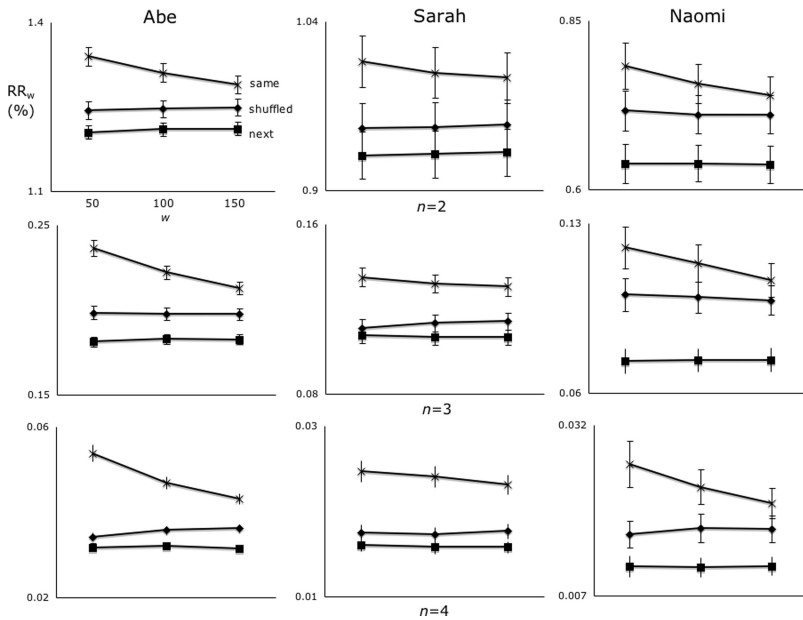 Abe Sarah Naomi
1.4 1.04 0.85
RRw
(%)
same
shuffled
next
1.1 0.9 0.6
50 100 150
w
n=2
0.25 0.16 0.13
0.15 0.08 0.06
n=3
0.06 0.03 0.032
0.02 0.01 0.007
n=4